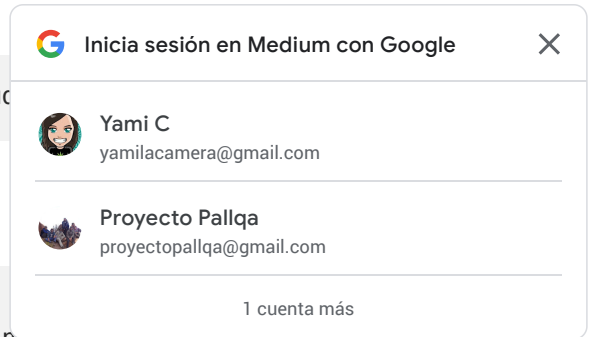 Inicia sesión en Medium con Google
Yami C
yamilacamera@gmail.com
Proyecto Pallqa
proyectopallqa@gmail.com
1 cuenta más